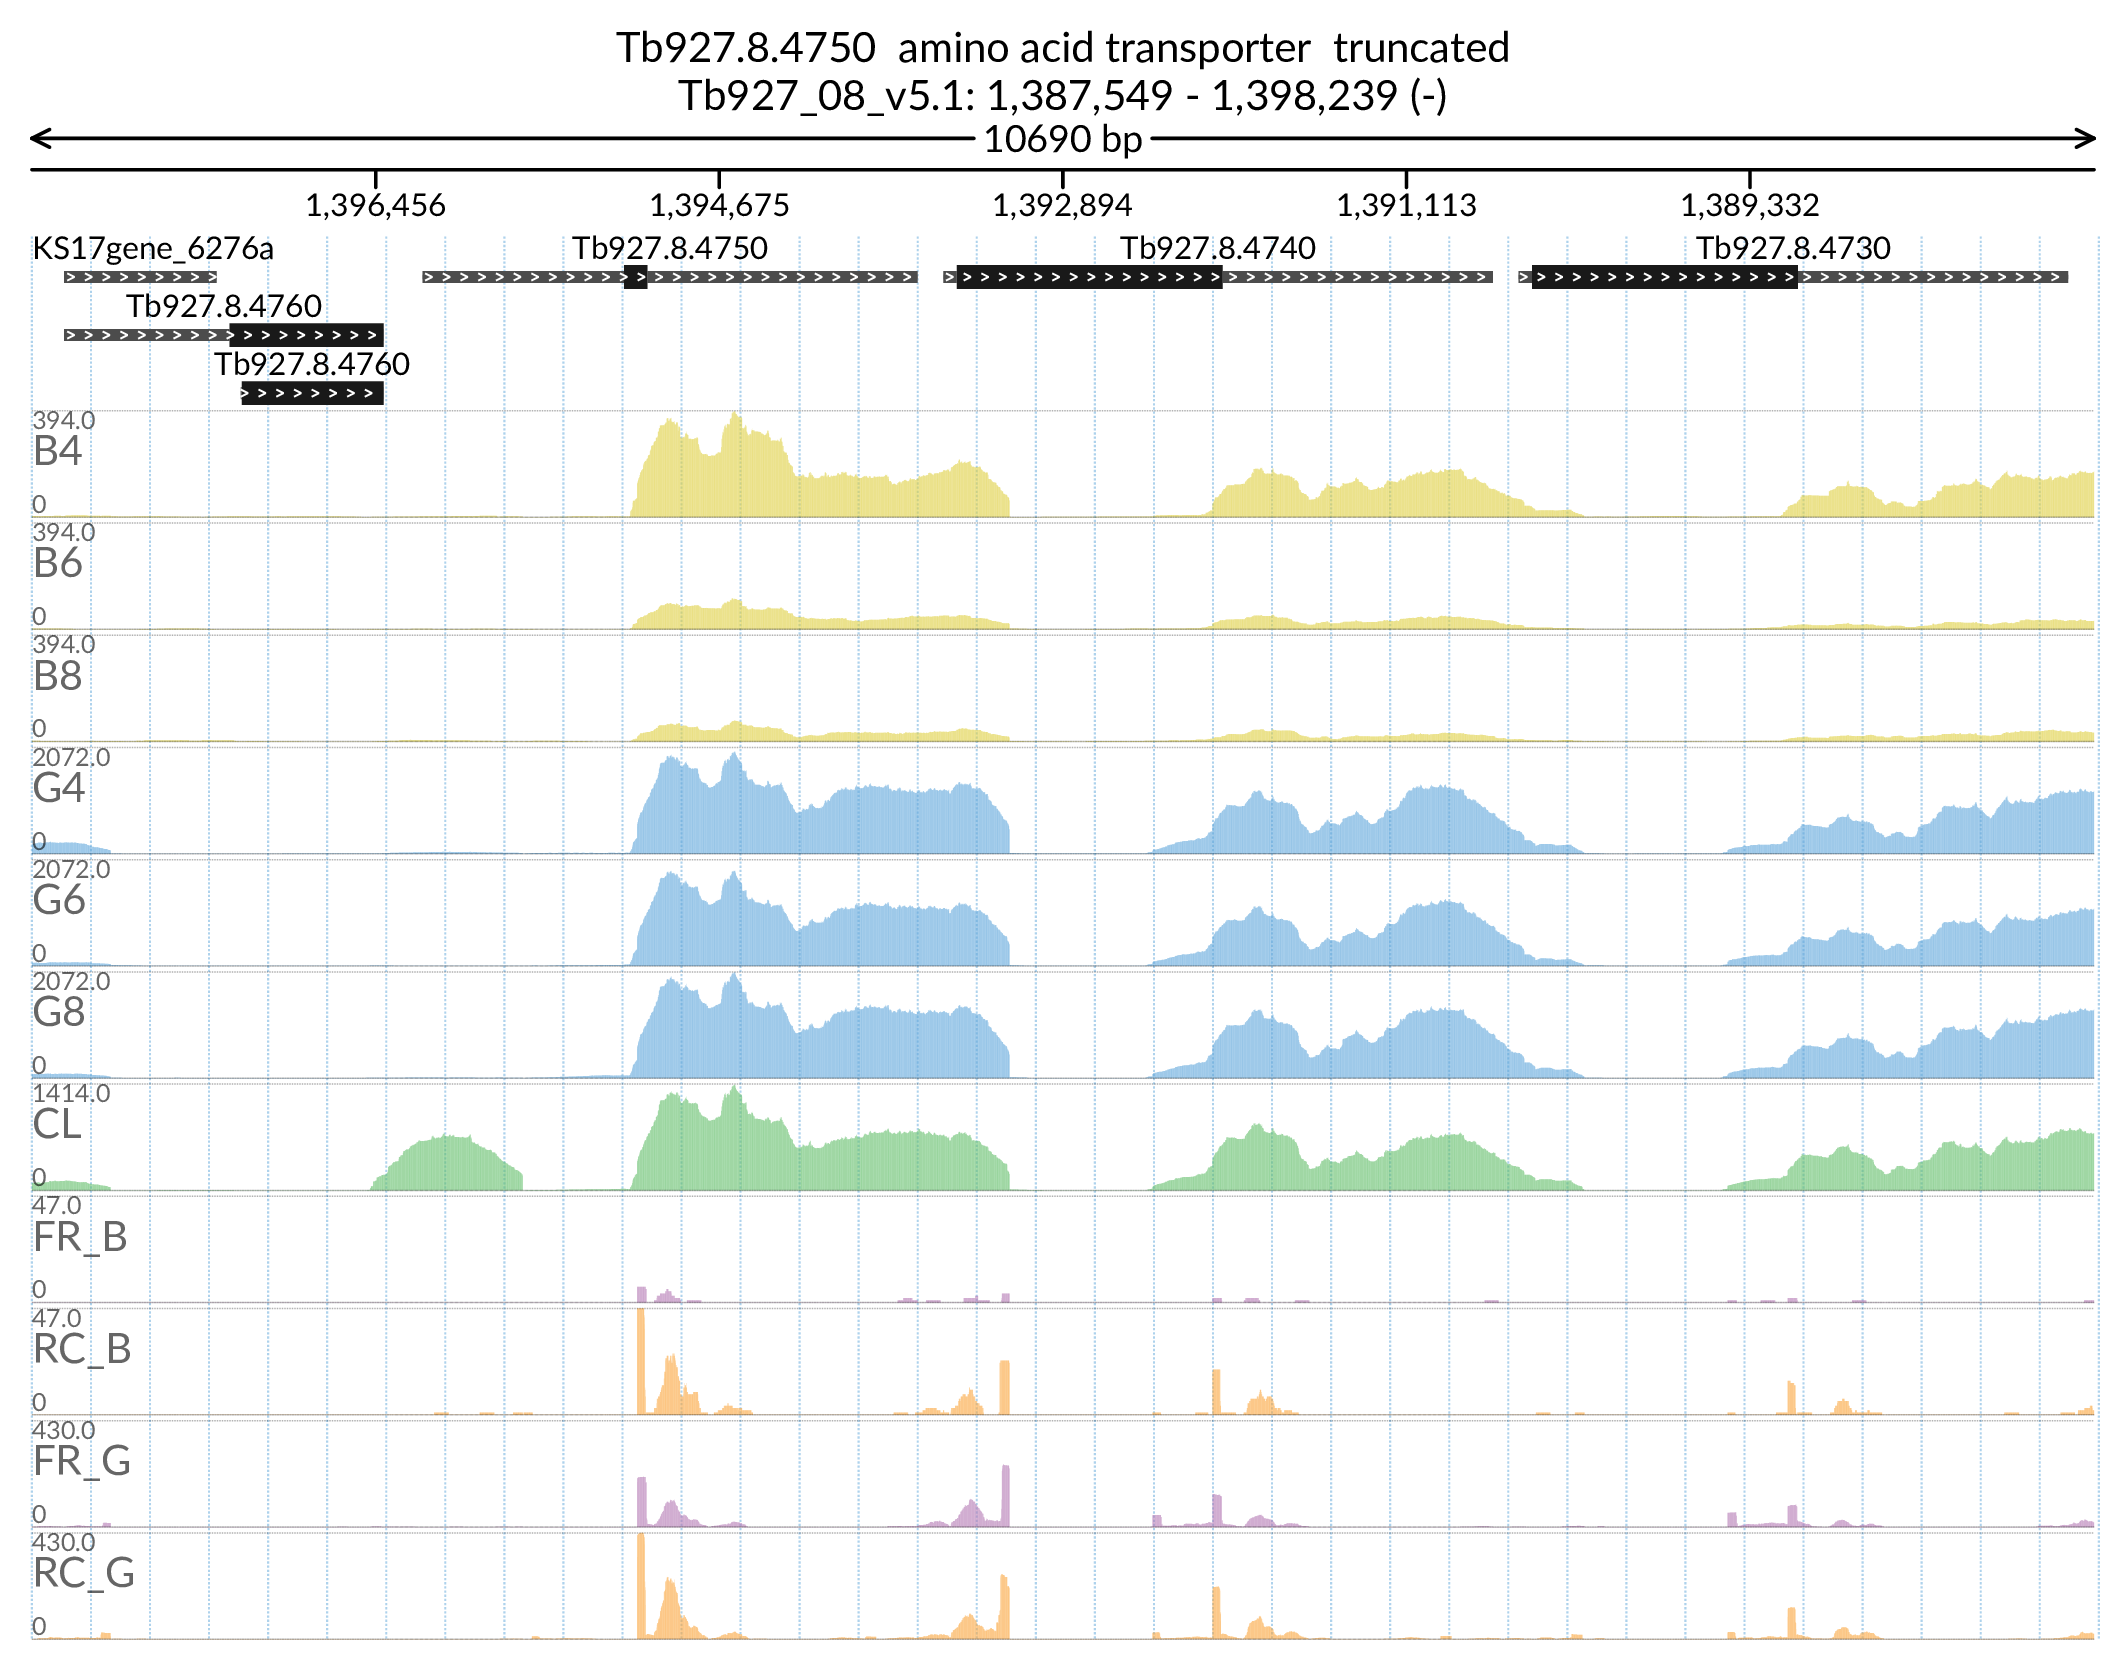 Tb927.8.4750  amino acid transporter  truncated
Tb927_08_v5.1: 1,387,549 - 1,398,239 (-)
10690 bp
1,396,456 1,394,675 1,392,894 1,391,113 1,389,332
KS17gene_6276a Tb927.8.4750 Tb927.8.4740 Tb927.8.4730
Tb927.8.4760
Tb927.8.4760
394.0
B4
0
394.0
B6
0
394.0
B8
0
2072.0
G4
0
2072.0
G6
0
2072.0
G8
0
1414.0
CL
0
47.0
FR_B
0
47.0
RC_B
0
430.0
FR_G
0
430.0
RC_G
0